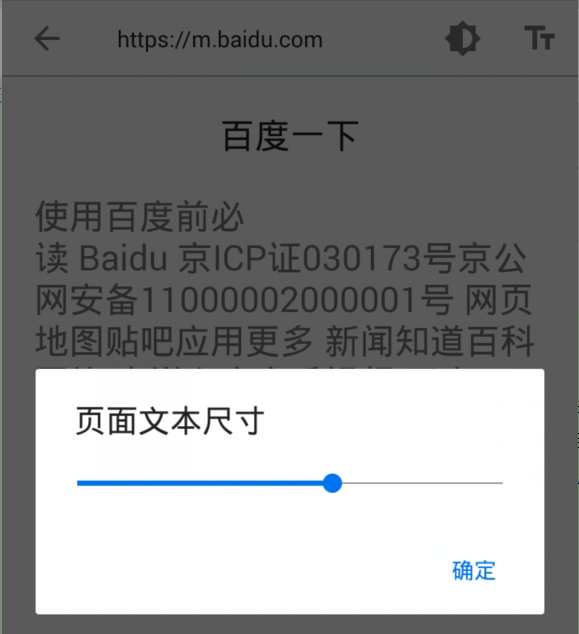 https://m.baidu.com
百度一下
使用百度前必
读 Baidu 京ICP证030173号京公
网安备11000002000001号 网页
地图贴吧应用更多 新闻知道百科
页面文本尺寸
确定